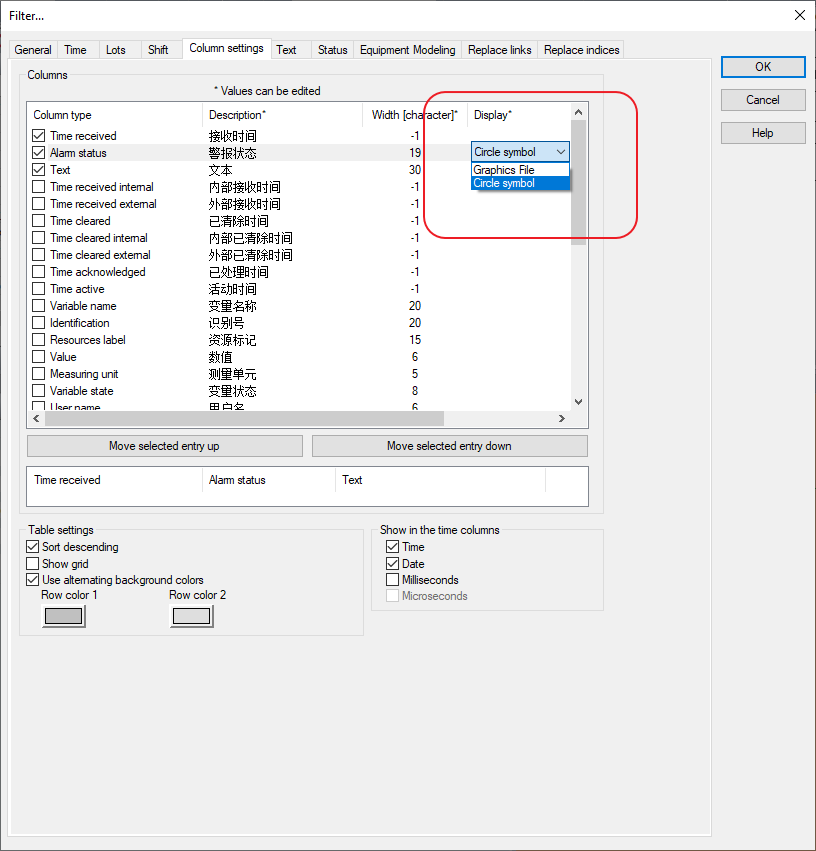 Filter...
General Time Lots Shift Column settings Text Status Equipment Modeling Replace links Replace indices
OK
Cancel
Help
Columns
* Values can be edited
Column type Description* Width [character]* Display*
Time received 接收时间 -1
Alarm status 警报状态 19 Circle symbol
Graphics File
Circle symbol
Text 文本 30
Time received internal 内部接收时间 -1
Time received external 外部接收时间 -1
Time cleared 已清除时间 -1
Time cleared internal 内部已清除时间 -1
Time cleared external 外部已清除时间 -1
Time acknowledged 已处理时间 -1
Time active 活动时间 -1
Variable name 变量名称 20
Identification 识别号 20
Resources label 资源标记 15
Value 数值 6
Measuring unit 测量单元 5
Variable state 变量状态 8
User name 用户名 6
Move selected entry up Move selected entry down
Time received Alarm status Text
Table settings
Sort descending
Show grid
Use alternating background colors
Row color 1 Row color 2
Show in the time columns
Time
Date
Milliseconds
Microseconds